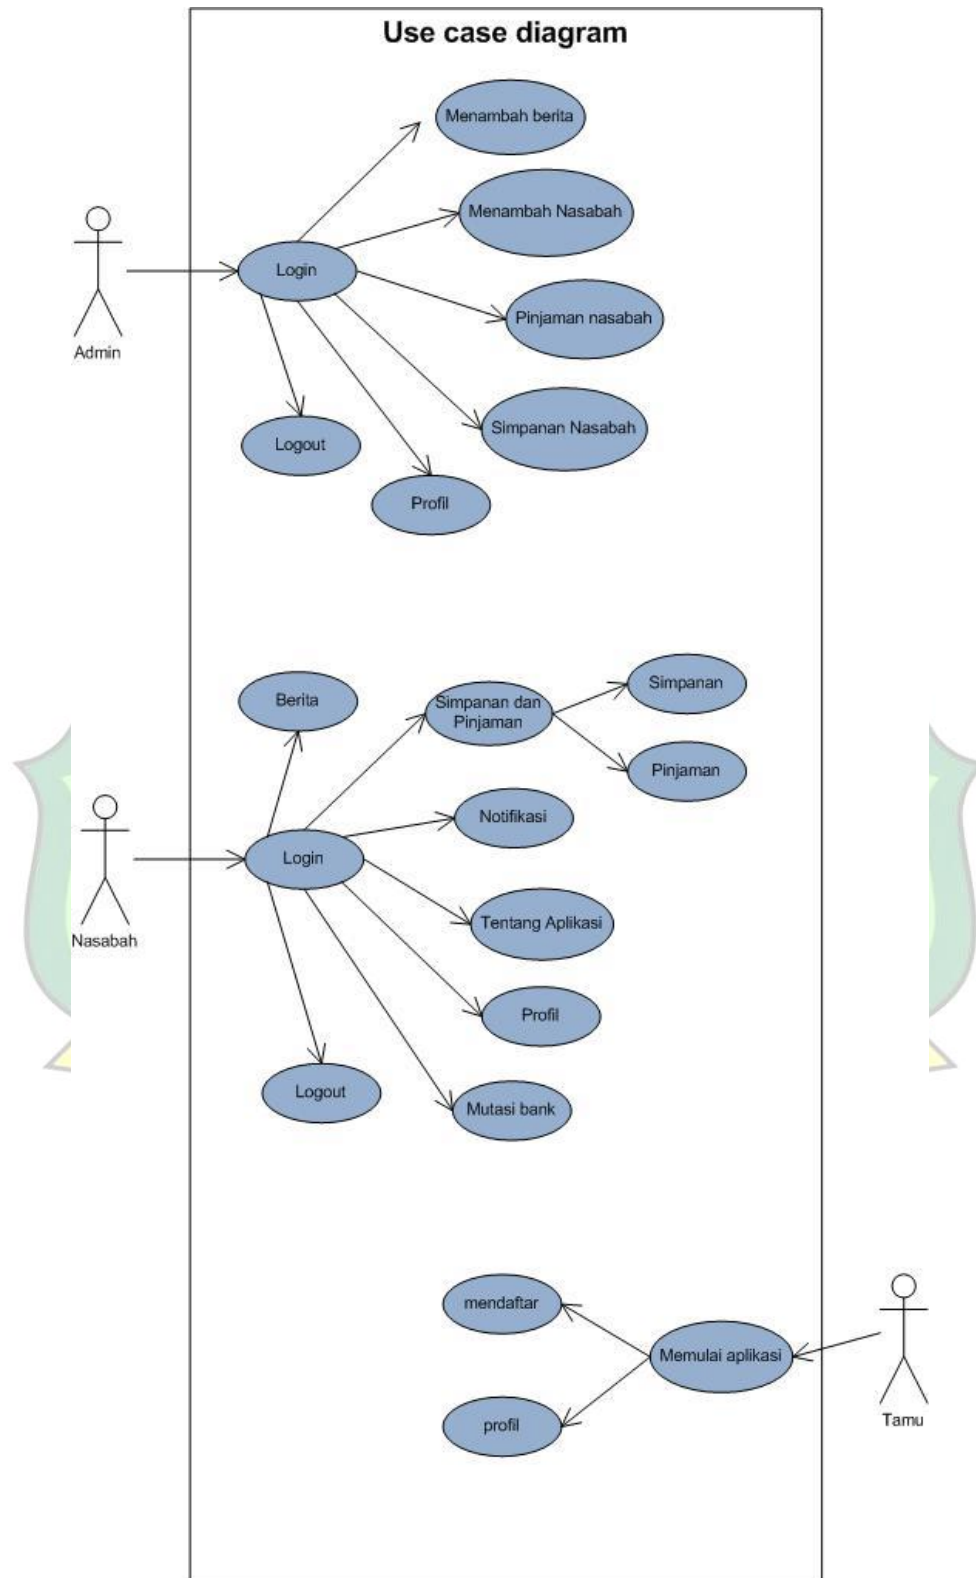 Use case diagram
Menambah berita
Menambah Nasabah
Login
Pinjaman nasabah
Admin
Simpanan Nasabah
Logout
Profil
Berita
Simpanan dan
Pinjaman
Simpanan
Pinjaman
Notifikasi
Login
Tentang Aplikasi
Nasabah
Profil
Logout
Mutasi bank
mendaftar
Memulai aplikasi
Tamu
profil